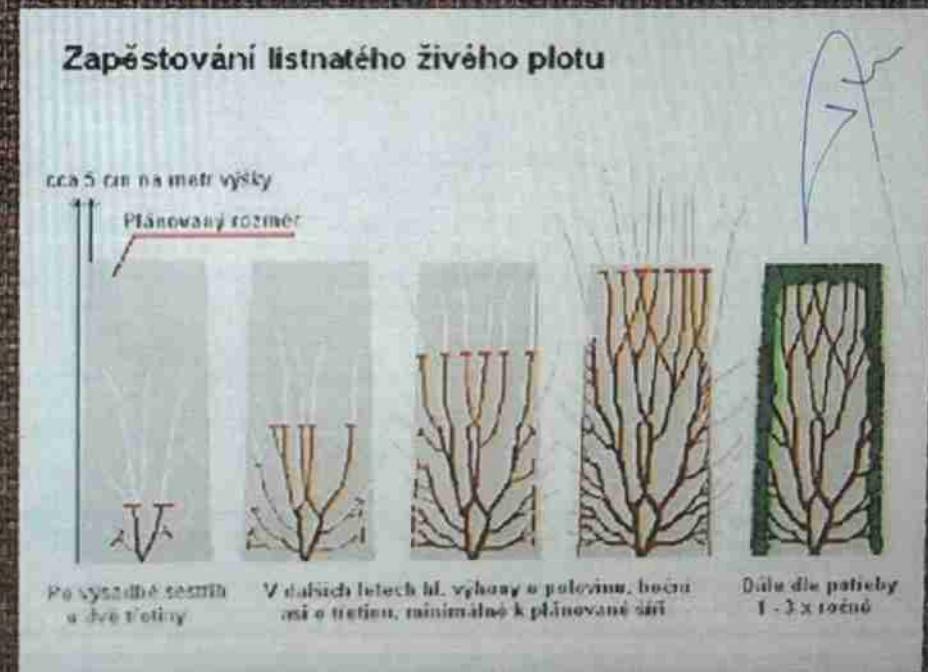 Zapěstování listnatého živého plotu
cca 5 cm na metr výšky
Plánovaný rozměr
Po výsadbě sestřih
o dvě třetiny
V dalších letech hl. výhony o polovinu, boční
asi o třetinu, minimálně k plánované šíři
Dále dle potřeby
1 - 3 x ročně